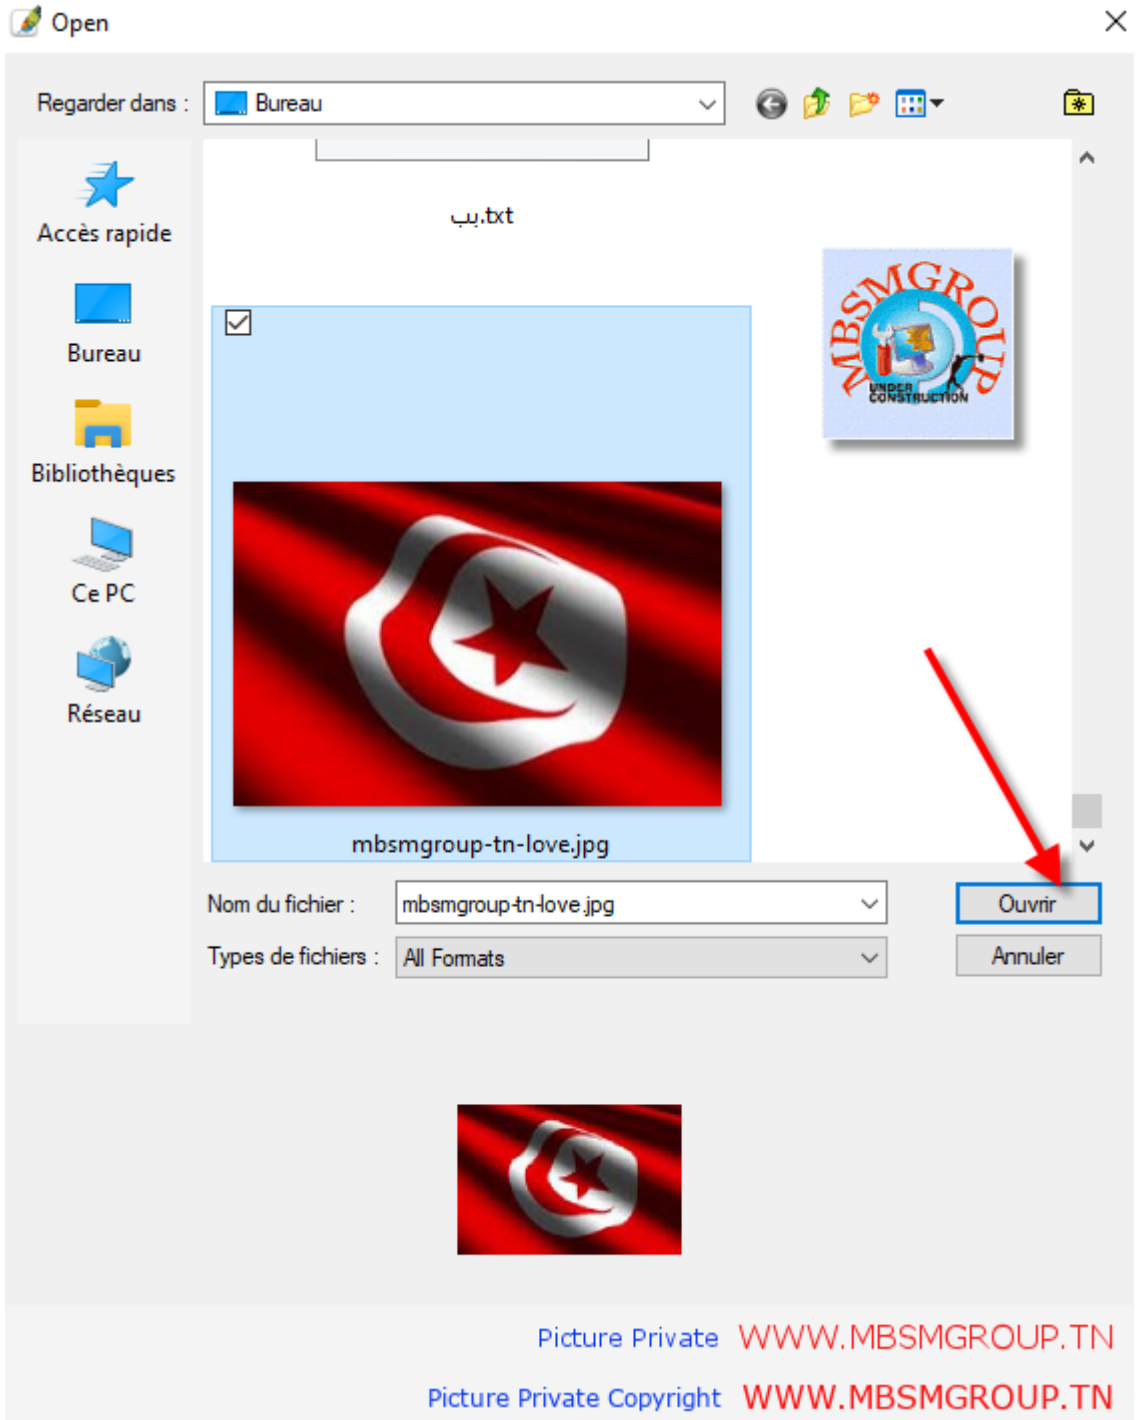 Open
Regarder dans :
Bureau
Accès rapide
Bureau
Bibliothèques
Ce PC
Réseau
بب.txt
MBSMGROUP
UNDER
CONSTRUCTION
mbsmgroup-tn-love.jpg
Nom du fichier :
mbsmgroup-tn-love.jpg
Ouvrir
Types de fichiers :
All Formats
Annuler
Picture Private WWW.MBSMGROUP.TN
Picture Private Copyright WWW.MBSMGROUP.TN